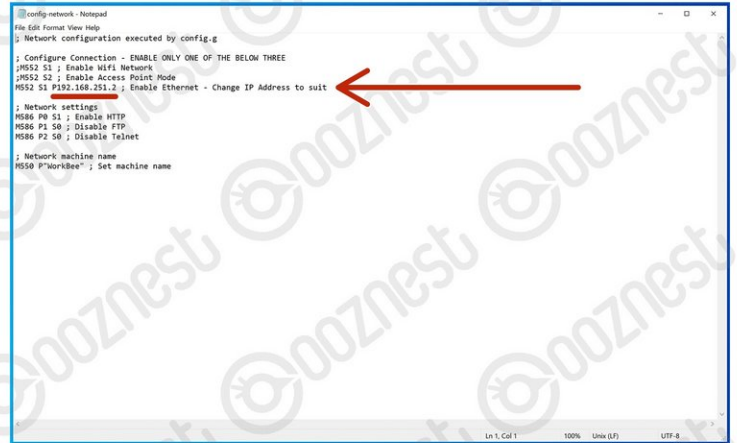 config-network - Notepad
File Edit Format View Help
; Network configuration executed by config.g
; Configure Connection - ENABLE ONLY ONE OF THE BELOW THREE
;M552 S1 ; Enable Wifi Network
;M552 S2 ; Enable Access Point Mode
M552 S1 P192.168.251.2 ; Enable Ethernet - Change IP Address to suit
; Network settings
M586 P0 S1 ; Enable HTTP
M586 P1 S0 ; Disable FTP
M586 P2 S0 ; Disable Telnet
; Network machine name
M550 P"WorkBee" ; Set machine name
Ln 1, Col 1 100% Unix (LF) UTF-8
ooznest
ooznest
ooznest
ooznest
ooznest